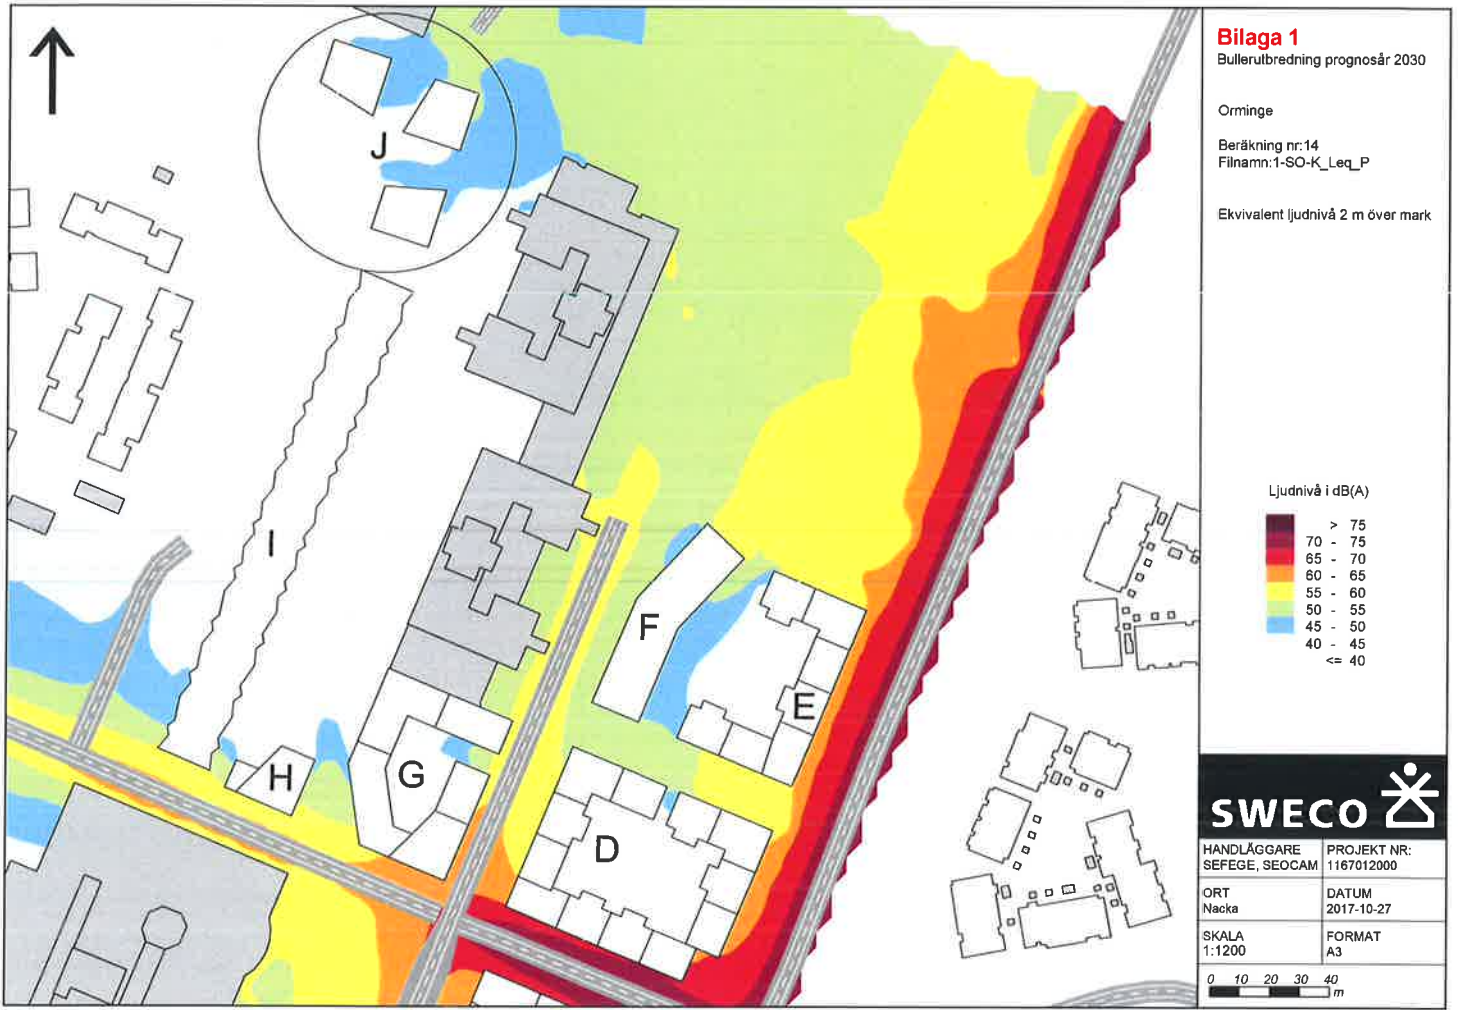 Bilaga 1
Bullerutbredning prognosår 2030
Orminge
Beräkning nr:14
Filnamn:1-SO-K_Leq_P
Ekvivalent ljudnivå 2 m över mark
Ljudnivå i dB(A)
> 75
70 - 75
65 - 70
60 - 65
55 - 60
50 - 55
45 - 50
40 - 45
<= 40
SWECO
HANDLÄGGARE
SEFEGE, SEOCAM
PROJEKT NR:
1167012000
ORT
Nacka
DATUM
2017-10-27
SKALA
1:1200
FORMAT
A3
0 10 20 30 40
m
J
I
F
E
H
G
D